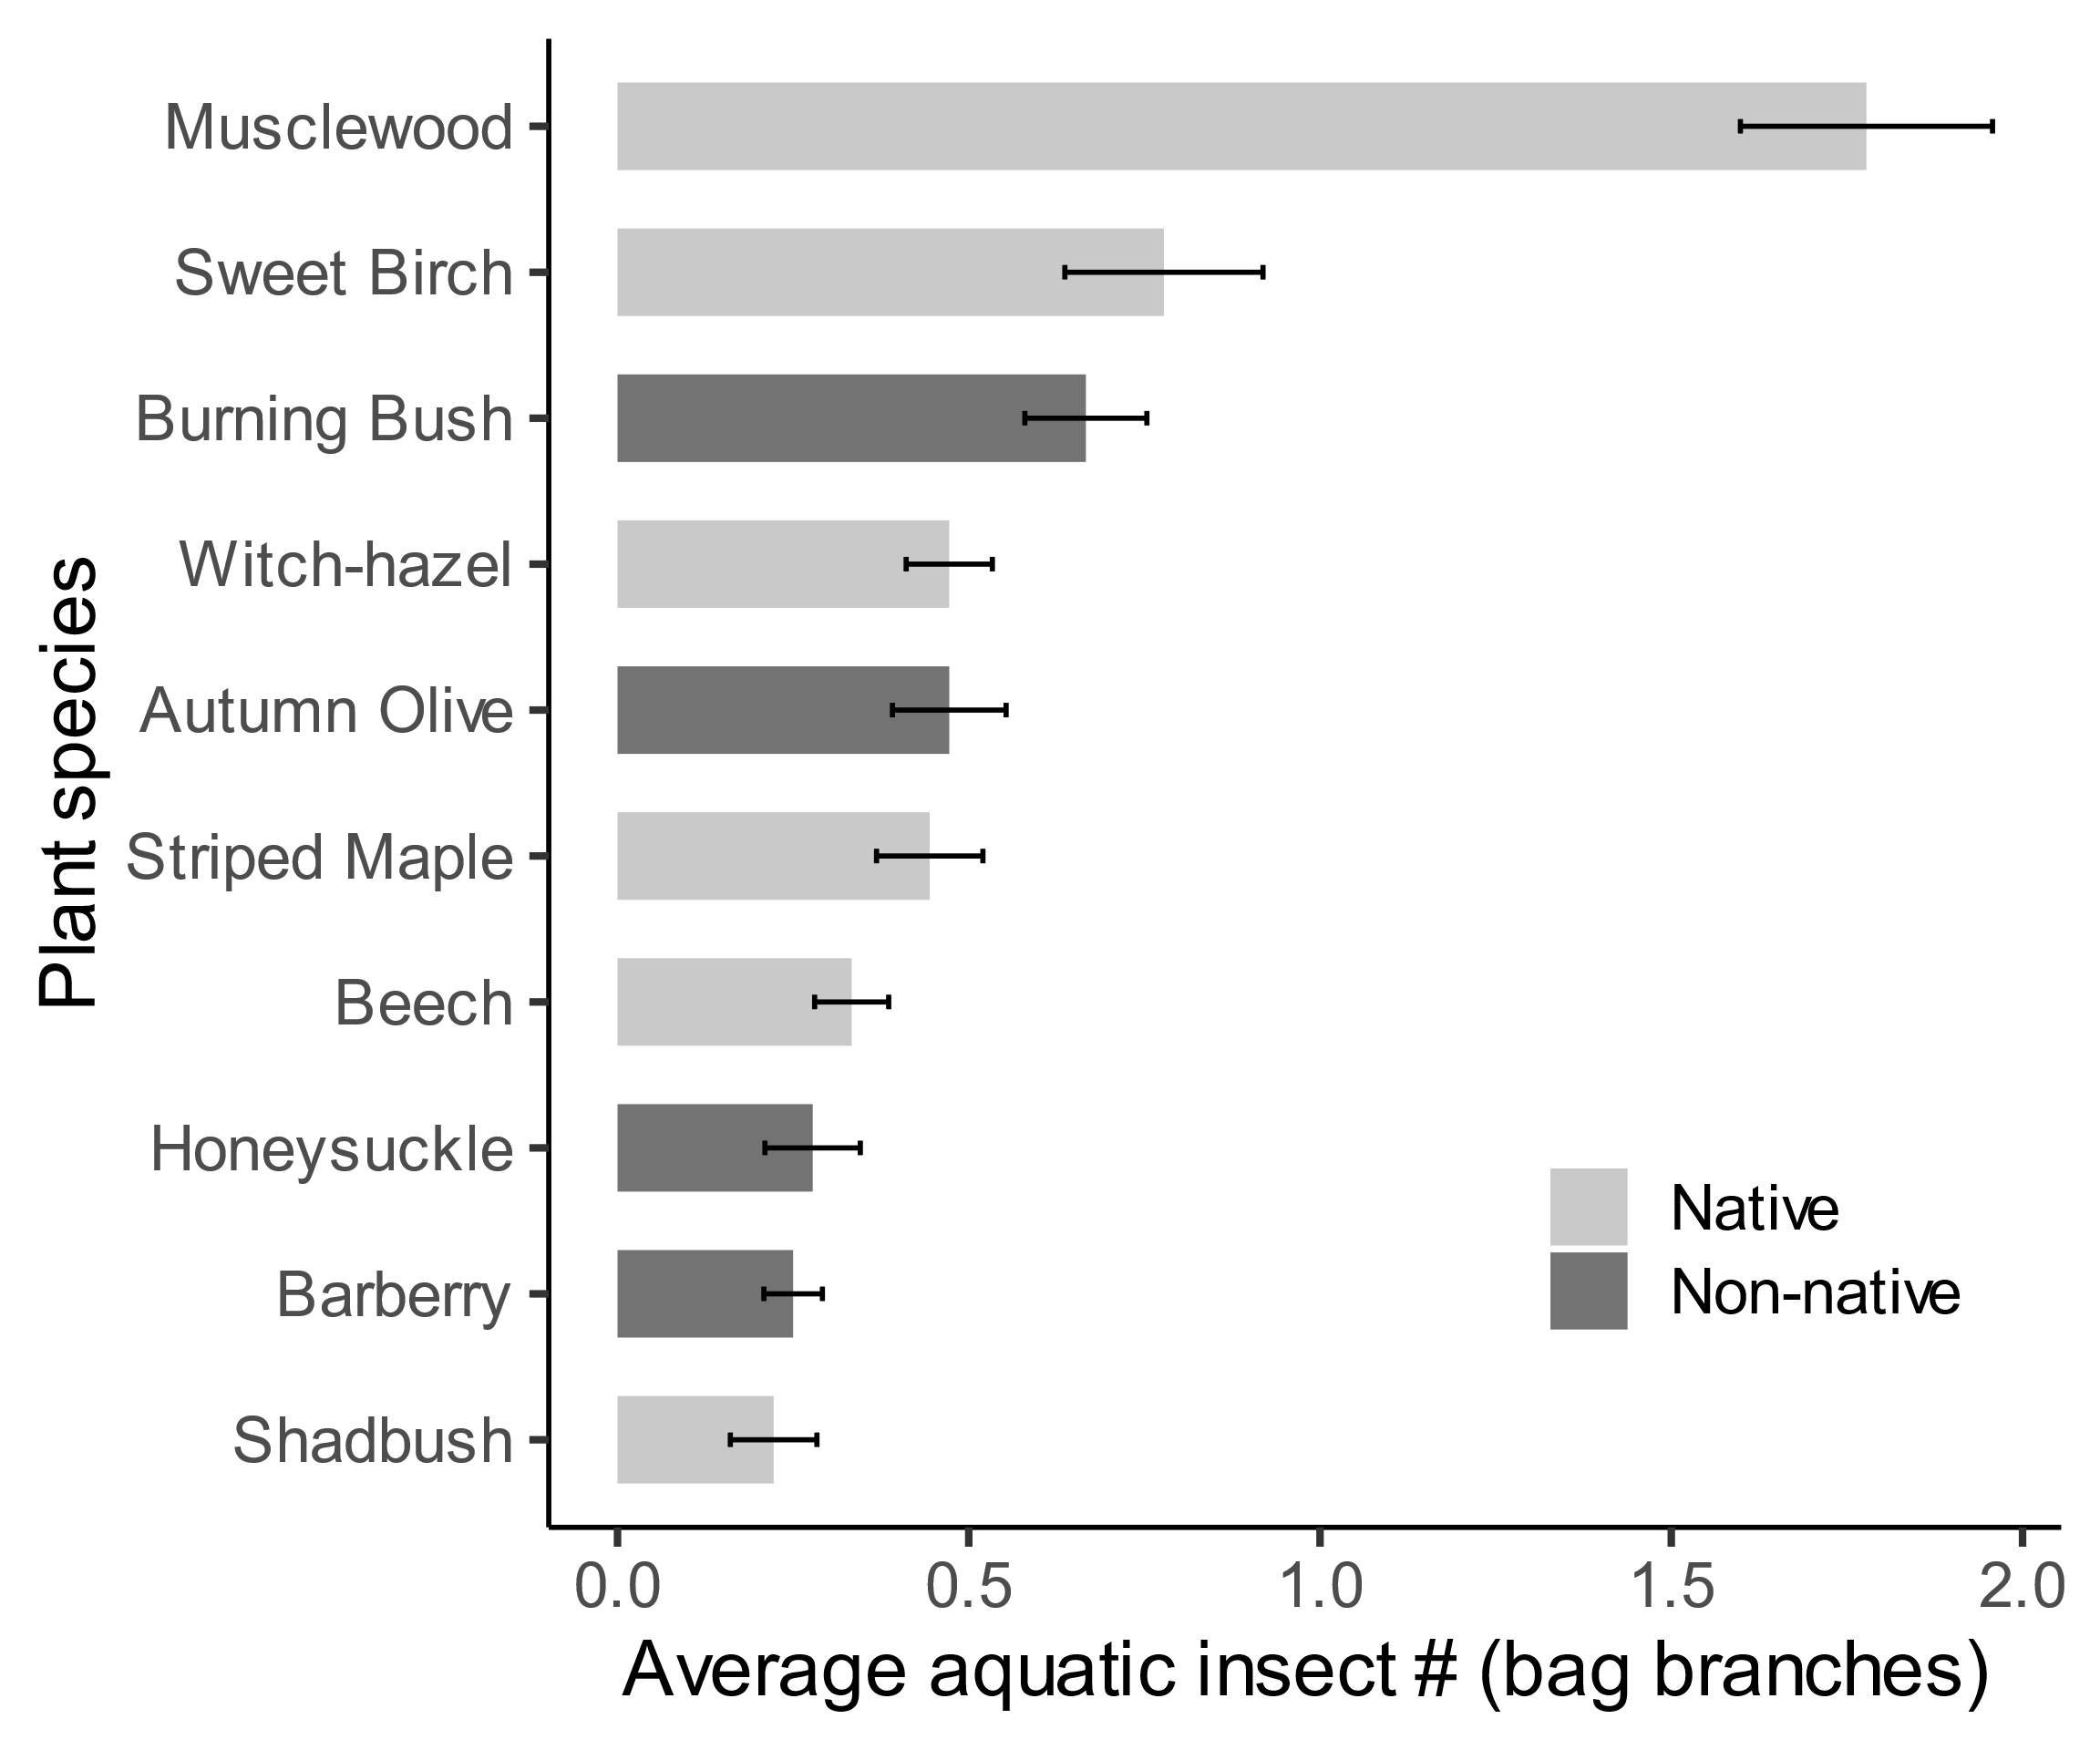 Plant species
Musclewood
Sweet Birch
Burning Bush
Witch-hazel
Autumn Olive
Striped Maple
Beech
Honeysuckle
Barberry
Shadbush
Native
Non-native
0.0 0.5 1.0 1.5 2.0
Average aquatic insect # (bag branches)